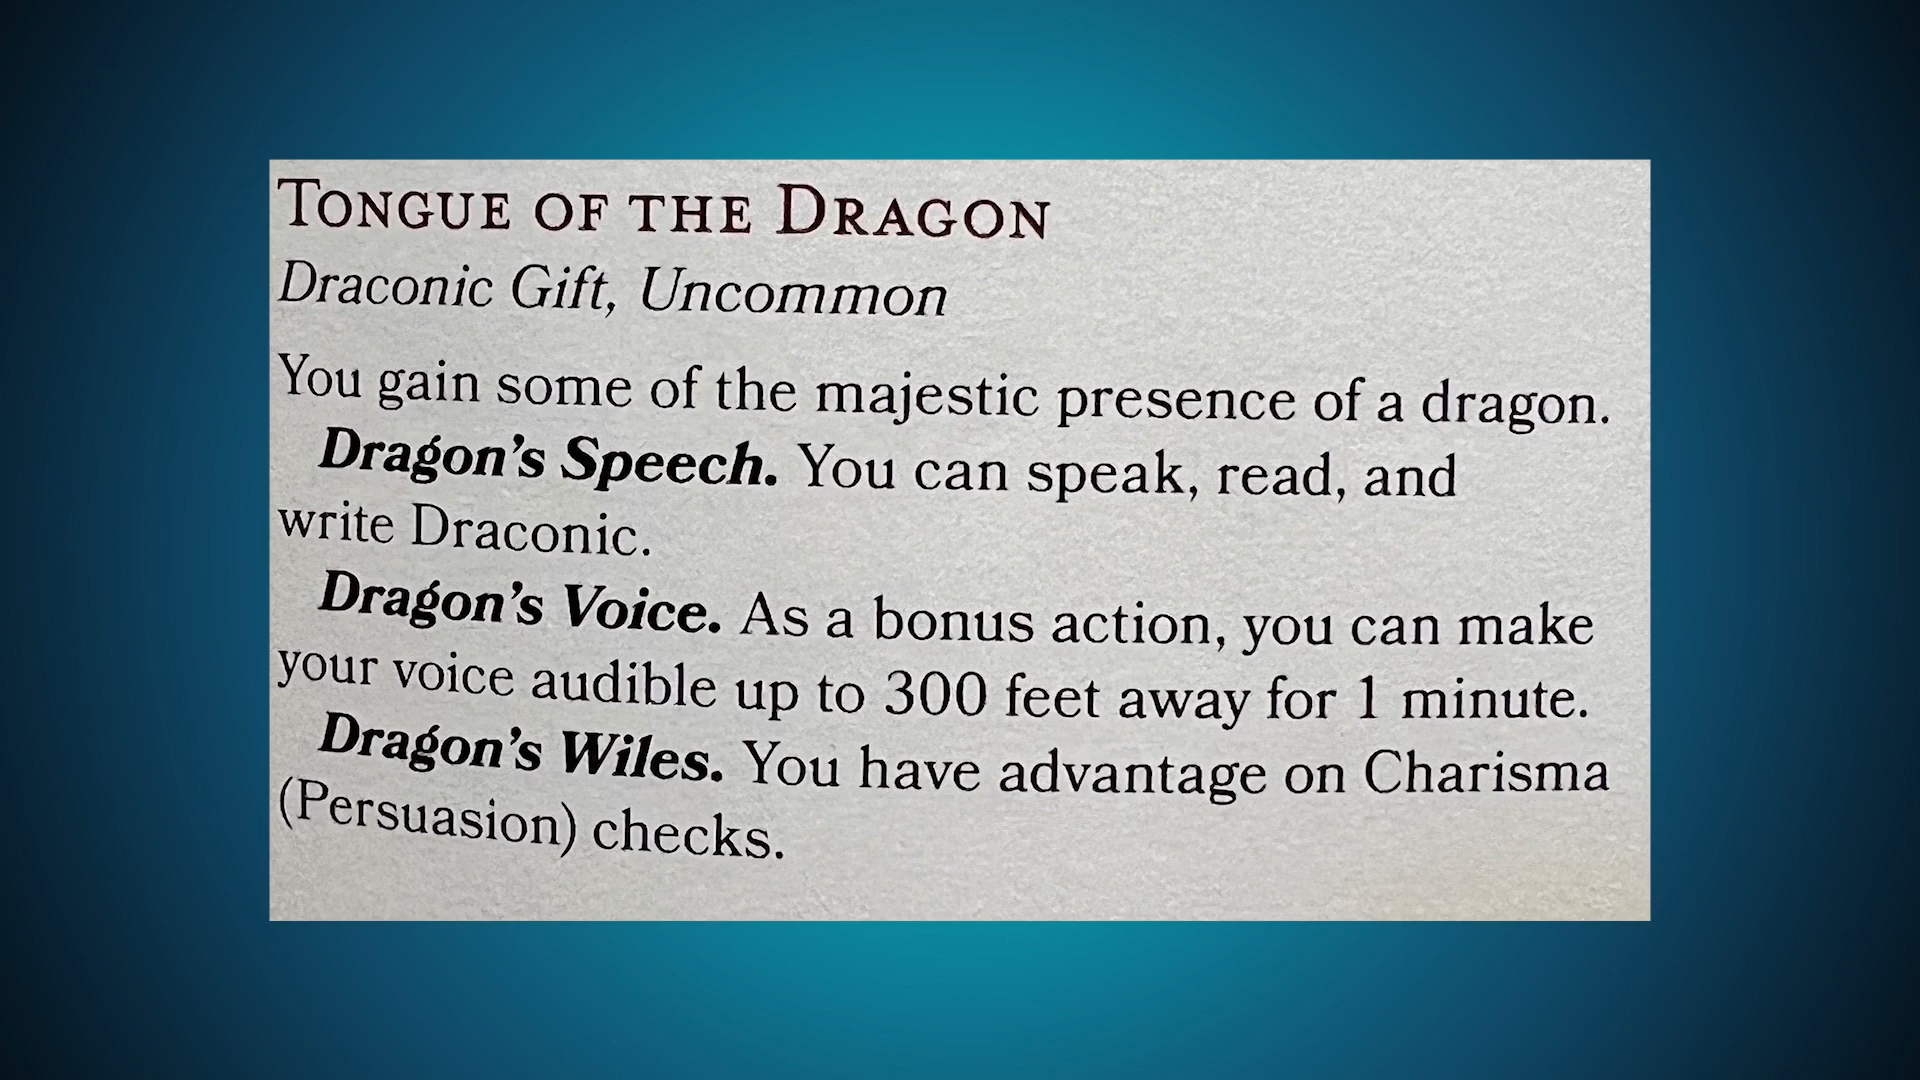 TONGUE OF THE DRAGON
Draconic Gift, Uncommon
You gain some of the majestic presence of a dragon.
Dragon's Speech. You can speak, read, and
write Draconic.
Dragon's Voice. As a bonus action, you can make
your voice audible up to 300 feet away for 1 minute.
Dragon's Wiles. You have advantage on Charisma
(Persuasion) checks.